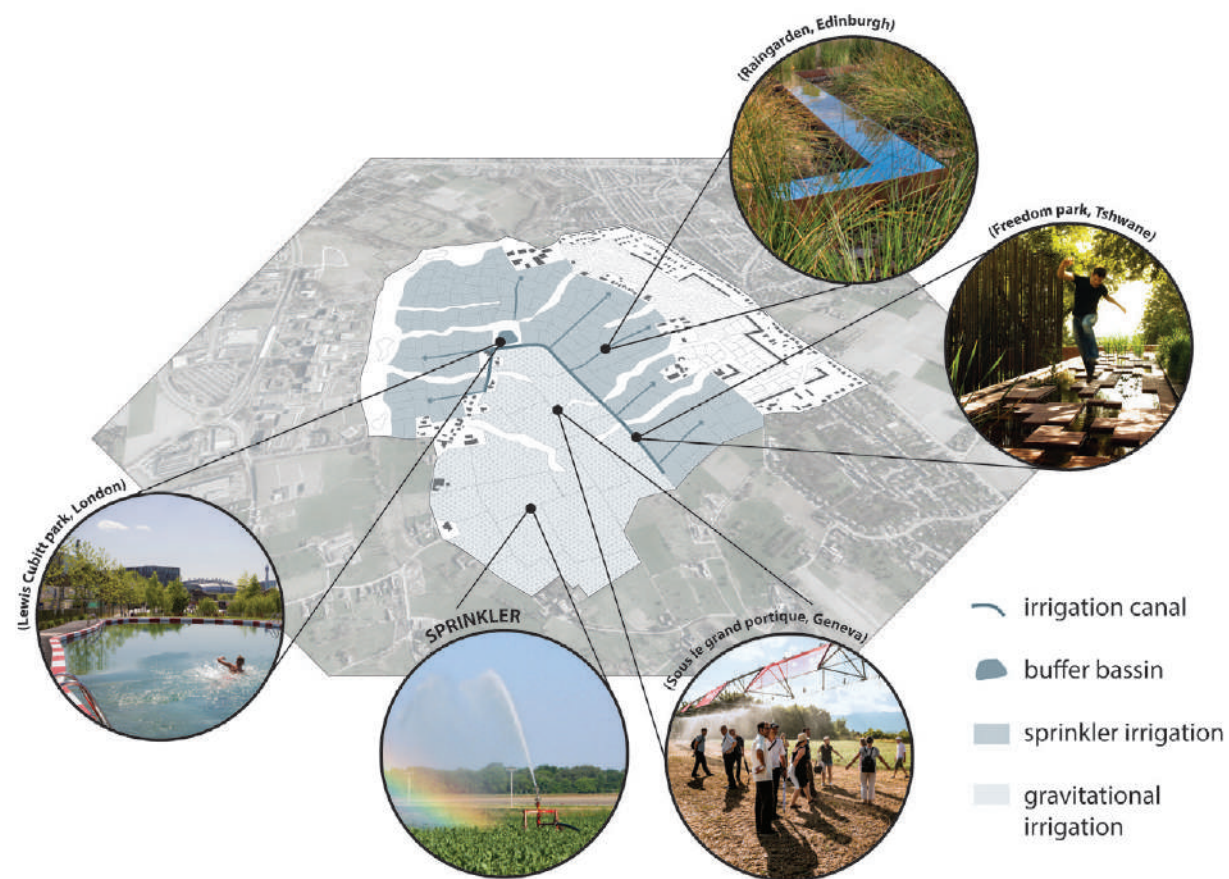 (Raingarden, Edinburgh)
(Freedom park, Tshwane)
(Lewis Cubitt park, London)
SPRINKLER
(Sous le grand portique, Geneva)
irrigation canal
buffer bassin
sprinkler irrigation
gravitational
irrigation